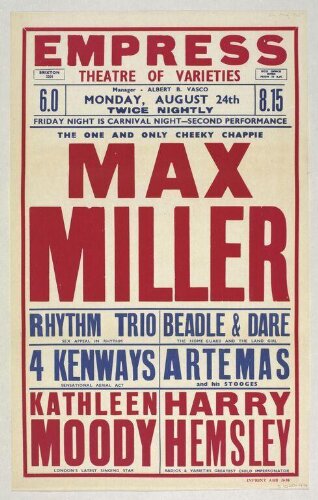 EMPRESS
BRIXTON
THEATRE OF VARIETIES
Manager - ALBERT B. VASCO
6.0 MONDAY, AUGUST 24th 8.15
TWICE NIGHTLY
FRIDAY NIGHT IS CARNIVAL NIGHT—SECOND PERFORMANCE
THE ONE AND ONLY CHEEKY CHAPPIE
MAX
MILLER
RHYTHM TRIO
SEX APPEAL IN RHYTHM
BEADLE & DARE
THE HOME GUARD AND THE LAND GIRL
4 KENWAYS
SENSATIONAL AERIAL ACT
ARTEMAS
and his STOOGES
KATHLEEN
MOODY
LONDON'S LATEST SINGING STAR
HARRY
HEMSLEY
RADIO & VARIETIES GREATEST CHILD IMPERSONATOR